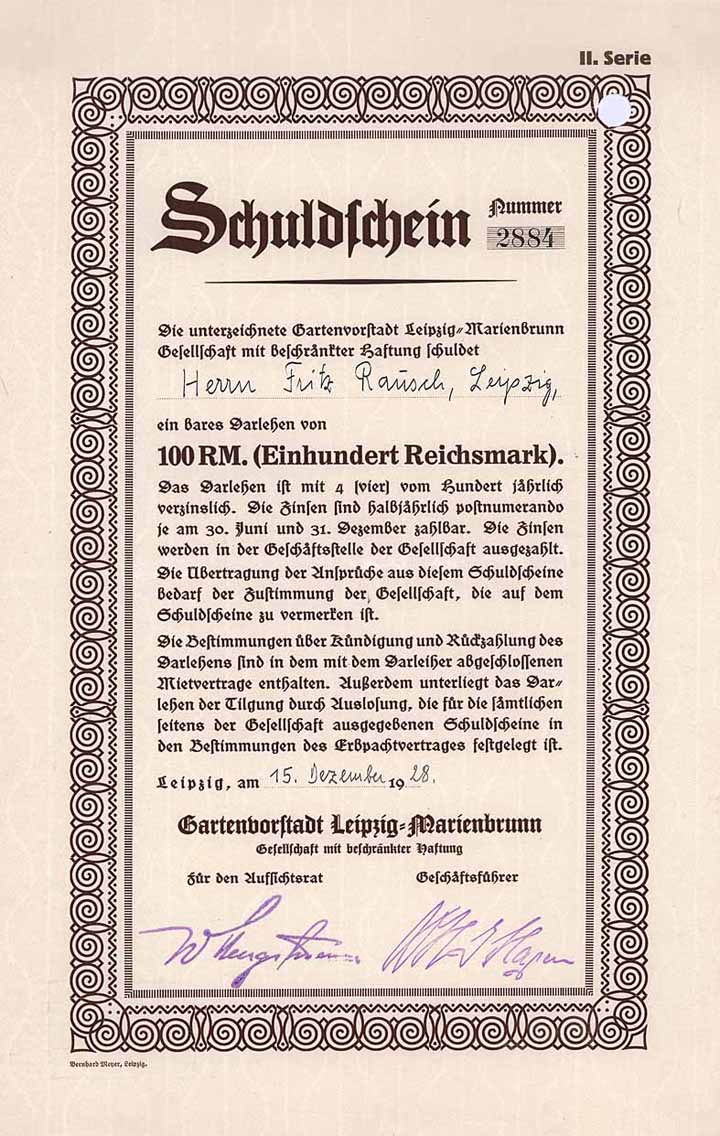 II. Serie
Schuldschein
Nummer
2884
Die unterzeichnete Gartenvorstadt Leipzig-Marienbrunn
Gesellschaft mit beschränkter Haftung schuldet
Herrn Fritz Rausch, Leipzig,
ein bares Darlehen von
100 RM. (Einhundert Reichsmark).
Das Darlehen ist mit 4 (vier) vom Hundert jährlich
verzinslich. Die Zinsen sind halbjährlich postnumerando
je am 30. Juni und 31. Dezember zahlbar. Die Zinsen
werden in der Geschäftsstelle der Gesellschaft ausgezahlt.
Die Übertragung der Ansprüche aus diesem Schuldscheine
bedarf der Zustimmung der Gesellschaft, die auf dem
Schuldscheine zu vermerken ist.
Die Bestimmungen über Kündigung und Rückzahlung des
Darlehens sind in dem mit dem Darleiher abgeschlossenen
Mietvertrage enthalten. Außerdem unterliegt das Dar-
lehen der Tilgung durch Auslosung, die für die sämtlichen
seitens der Gesellschaft ausgegebenen Schuldscheine in
den Bestimmungen des Erbpachtvertrages festgelegt ist.
Leipzig, am 15. Dezember 1928.
Gartenvorstadt Leipzig-Marienbrunn
Gesellschaft mit beschränkter Haftung
Für den Aufsichtsrat
Geschäftsführer
Bernhard Meyer, Leipzig.